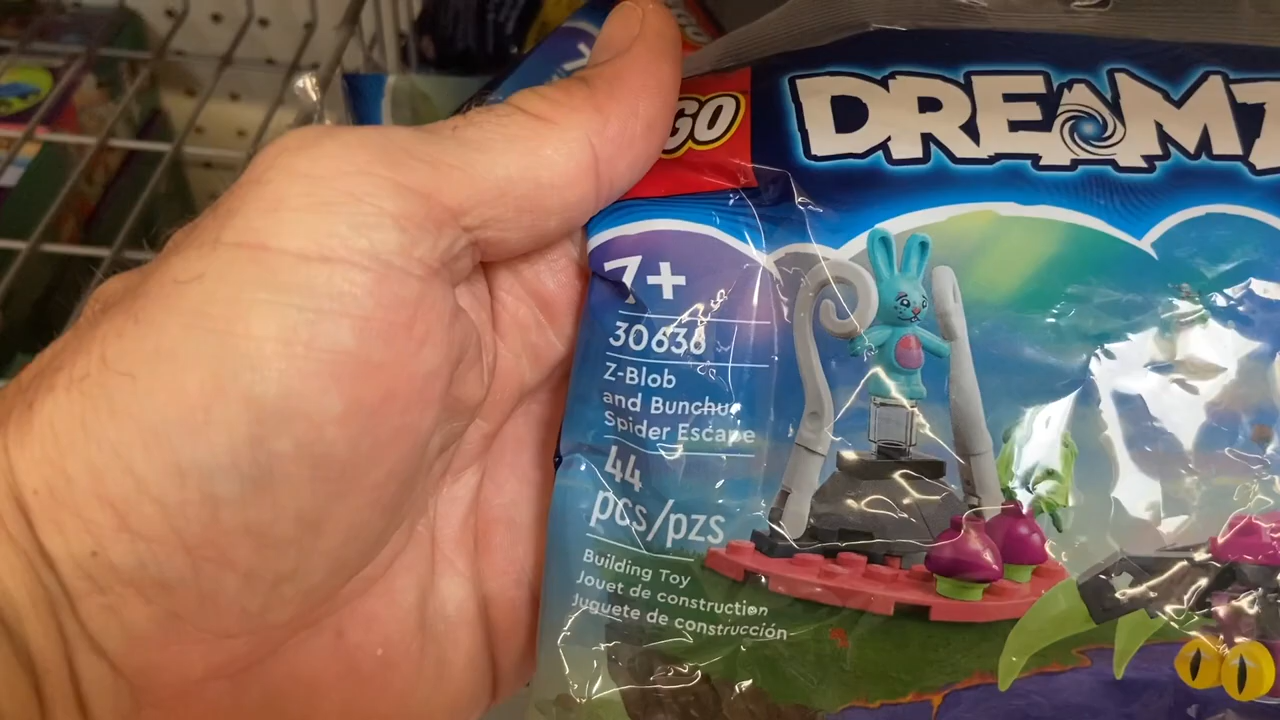 GO
DREAMZ
7+
30636
Z-Blob
and Bunchu
Spider Escape
44
pcs/pzs
Building Toy
Jouet de construction
Juguete de construcción